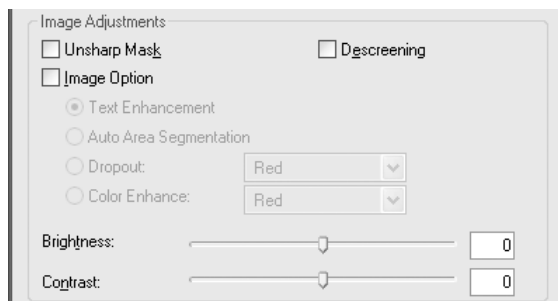 Image Adjustments
Unsharp Mask Descreening
Image Option
Text Enhancement
Auto Area Segmentation
Dropout: Red
Color Enhance: Red
Brightness: 0
Contrast: 0